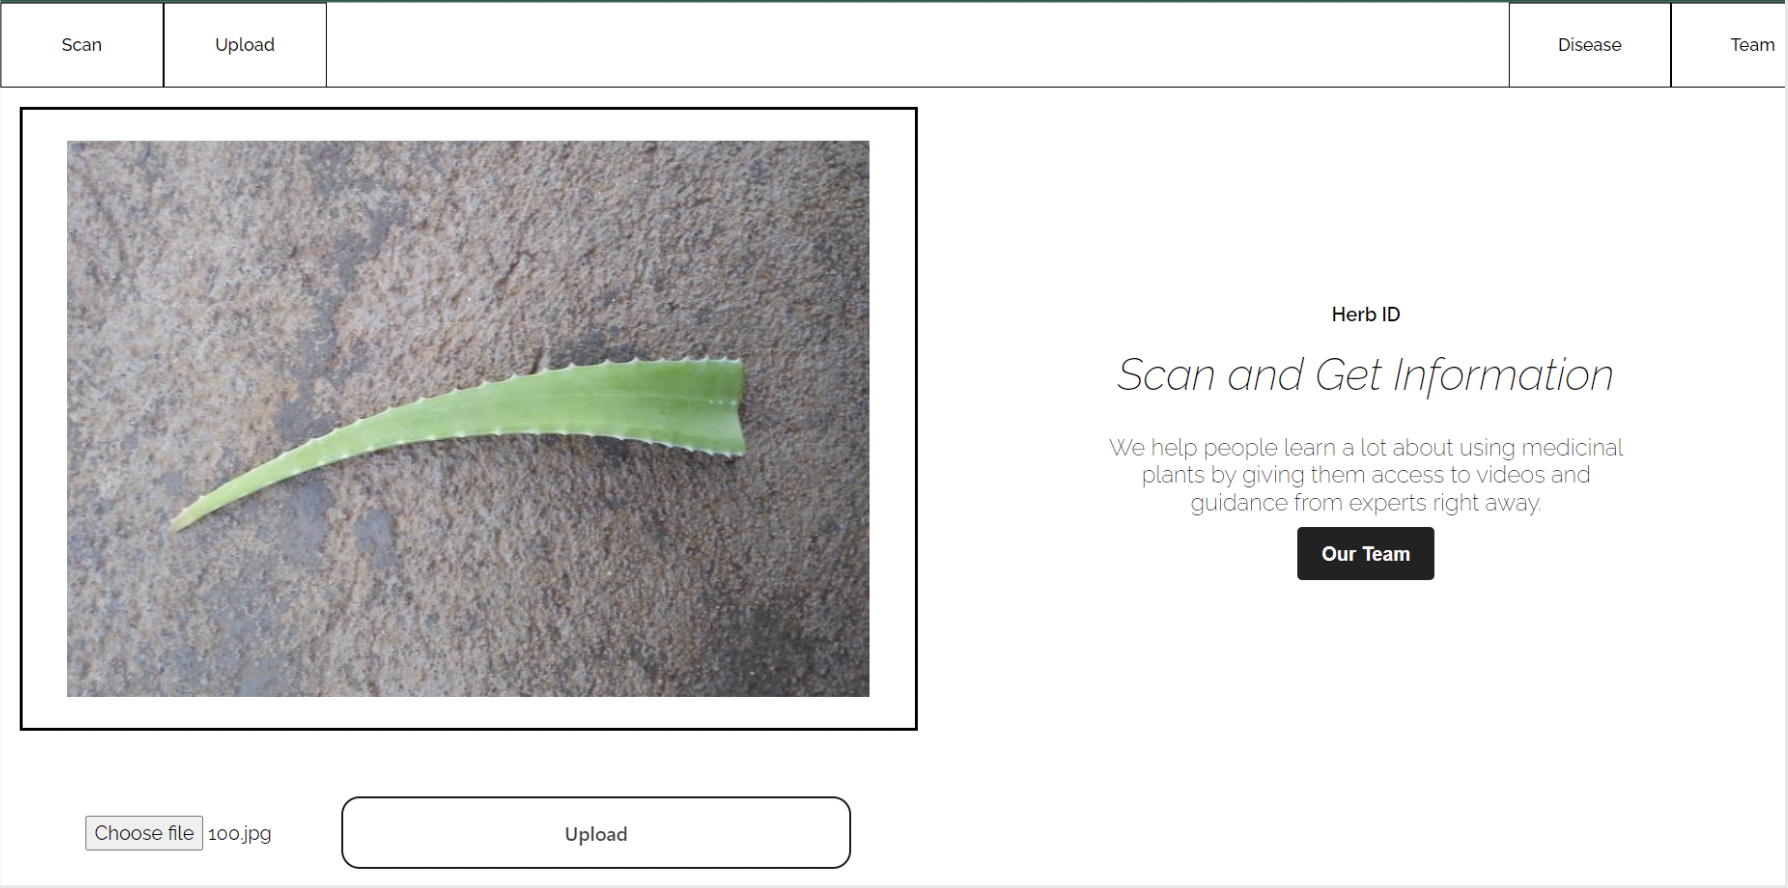 Scan
Upload
Disease
Team
Herb ID
Scan and Get Information
We help people learn a lot about using medicinal
plants by giving them access to videos and
guidance from experts right away.
Our Team
Choose file 100.jpg
Upload